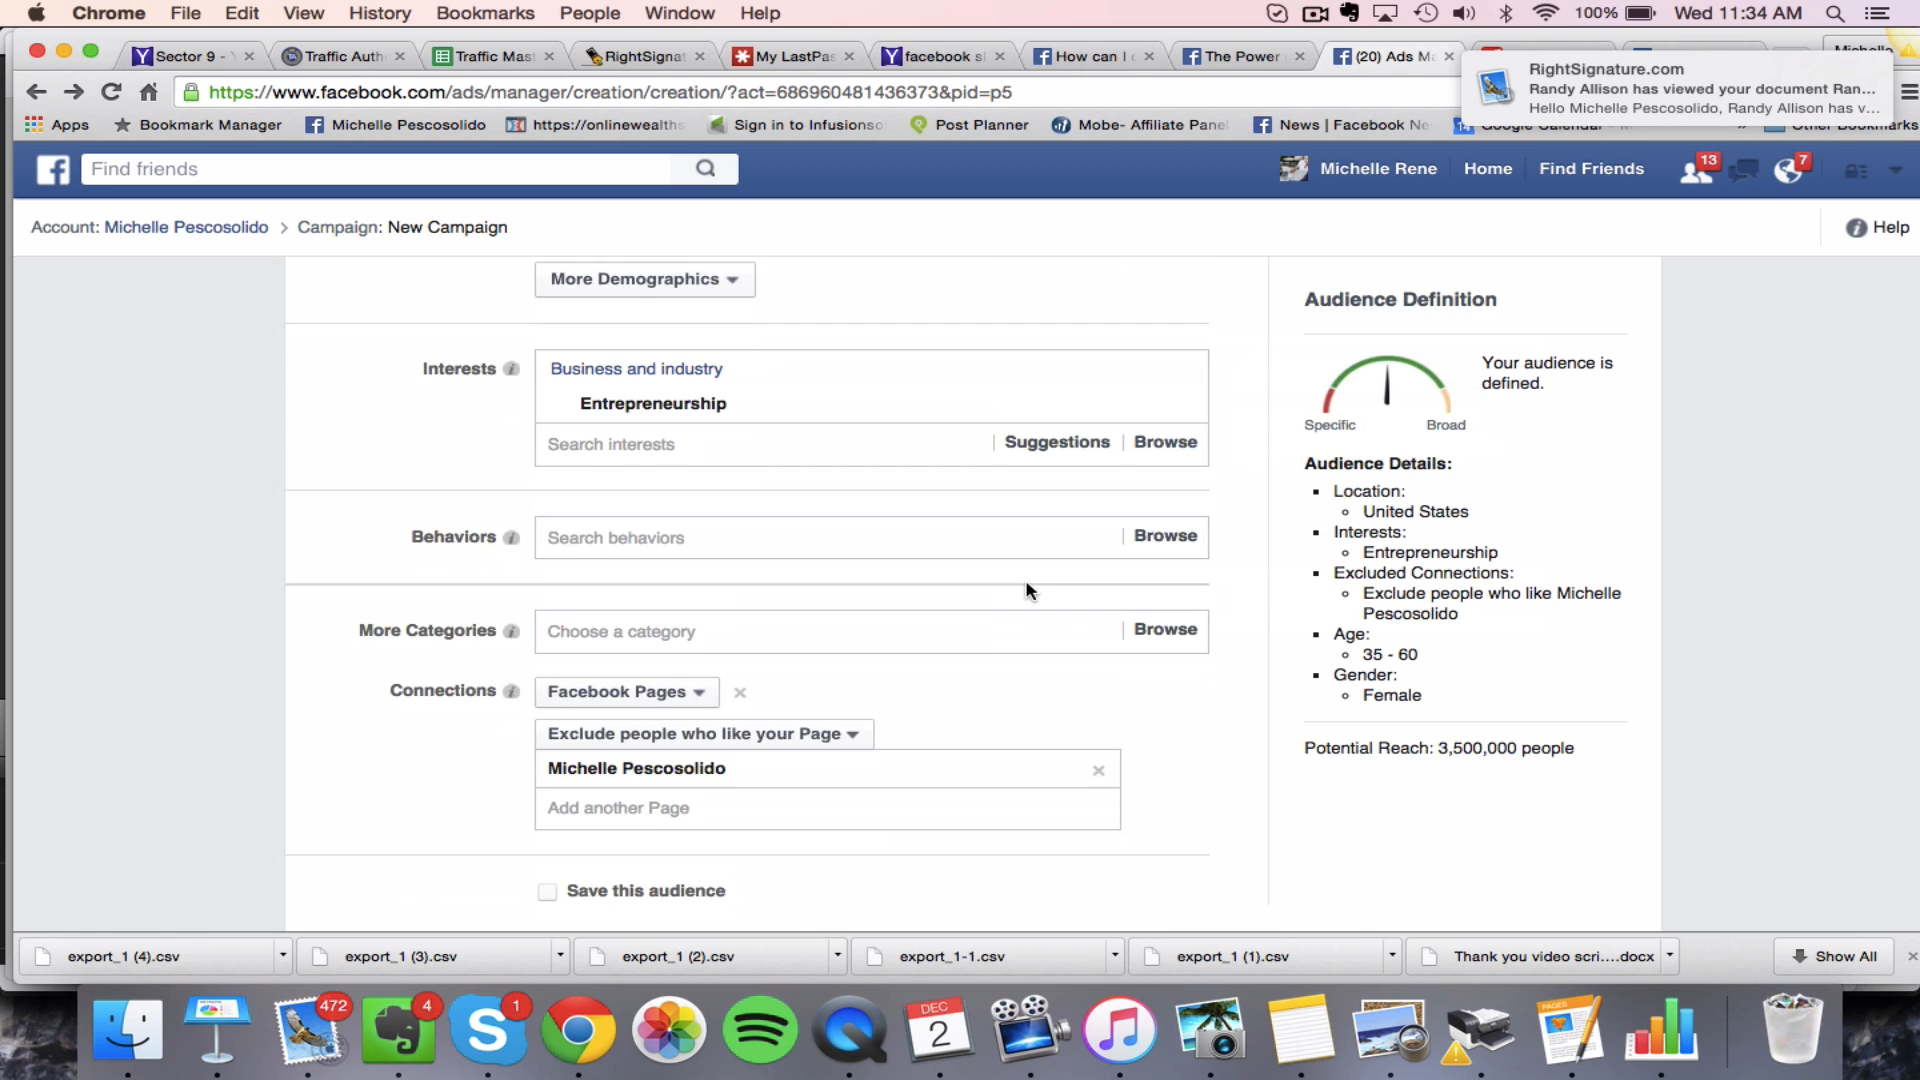 Chrome File Edit View History Bookmarks People Window Help 100% Wed 11:34 AM
Sector 9 - Traffic Auth Traffic Mast RightSignat My LastPas facebook s How can I The Power (20) Ads M
RightSignature.com
Randy Allison has viewed your document Ran...
Hello Michelle Pescosolido, Randy Allison has v...
https://www.facebook.com/ads/manager/creation/creation/?act=686960481436373&pid=p5
Apps Bookmark Manager Michelle Pescosolido https://onlinewealths Sign in to Infusionso Post Planner Mobe- Affiliate Pane News | Facebook Ne Google Calendar - Other Bookmarks
Find friends Michelle Rene Home Find Friends 13 7
Account: Michelle Pescosolido > Campaign: New Campaign Help
More Demographics
Interests Business and industry
Entrepreneurship
Search interests Suggestions Browse
Behaviors Search behaviors Browse
More Categories Choose a category Browse
Connections Facebook Pages
Exclude people who like your Page
Michelle Pescosolido
Add another Page
Save this audience
Audience Definition
Your audience is
defined.
Specific Broad
Audience Details:
Location:
United States
Interests:
Entrepreneurship
Excluded Connections:
Exclude people who like Michelle
Pescosolido
Age:
35 - 60
Gender:
Female
Potential Reach: 3,500,000 people
export_1 (4).csv export_1 (3).csv export_1 (2).csv export_1-1.csv export_1 (1).csv Thank you video scri....docx Show All
472 4 1 DEC 2 PAGES